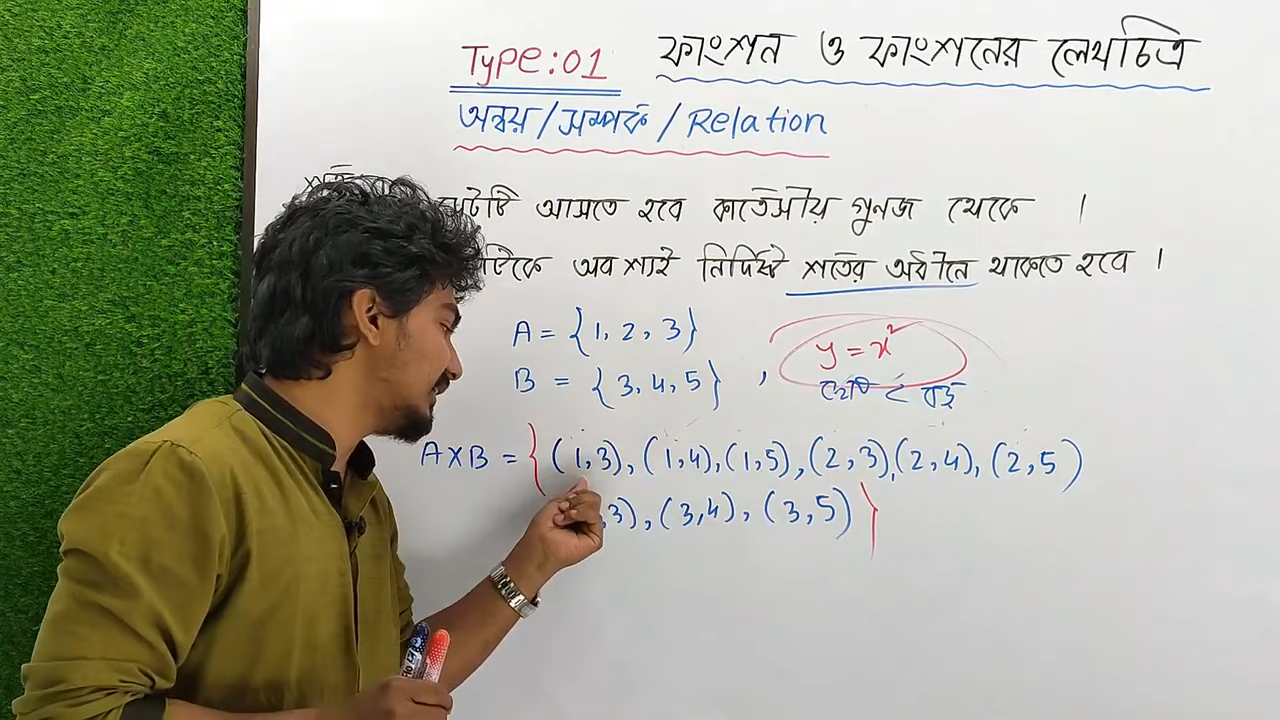 Type:01 ফাংশন ও ফাংশনের লেখচিত্র
অন্বয়/সম্পর্ক/Relation
আসতে হবে কার্তেসীয় গুনজ থেকে ।
অবশ্যই নির্দিষ্ট শর্তের অধীনে থাকতে হবে ।
A = {1, 2, 3}
B = {3, 4, 5} , y = x²
ছোট < বড়
A×B = { (1,3), (1,4), (1,5), (2,3), (2,4), (2,5)
,3), (3,4), (3,5) }